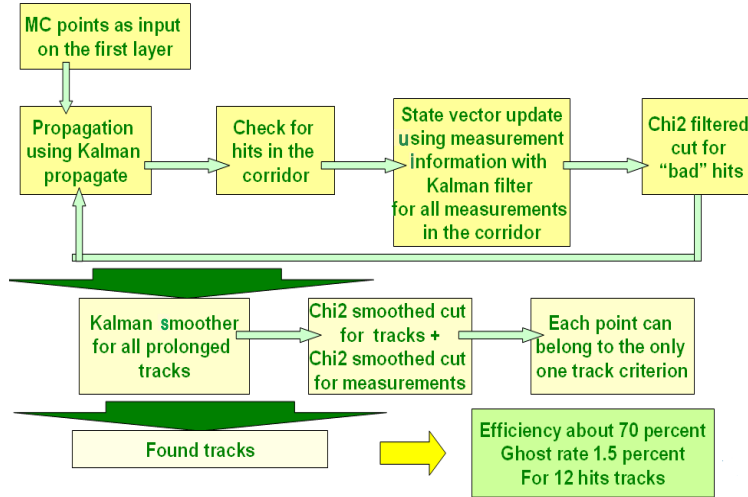 MC points as input
on the first layer
Propagation
using Kalman
propagate
Check for
hits in the
corridor
State vector update
using measurement
information with
Kalman filter
for all measurements
in the corridor
Chi2 filtered
cut for
“bad” hits
Kalman smoother
for all prolonged
tracks
Chi2 smoothed cut
for tracks +
Chi2 smoothed cut
for measurements
Each point can
belong to the only
one track criterion
Found tracks
Efficiency about 70 percent
Ghost rate 1.5 percent
For 12 hits tracks